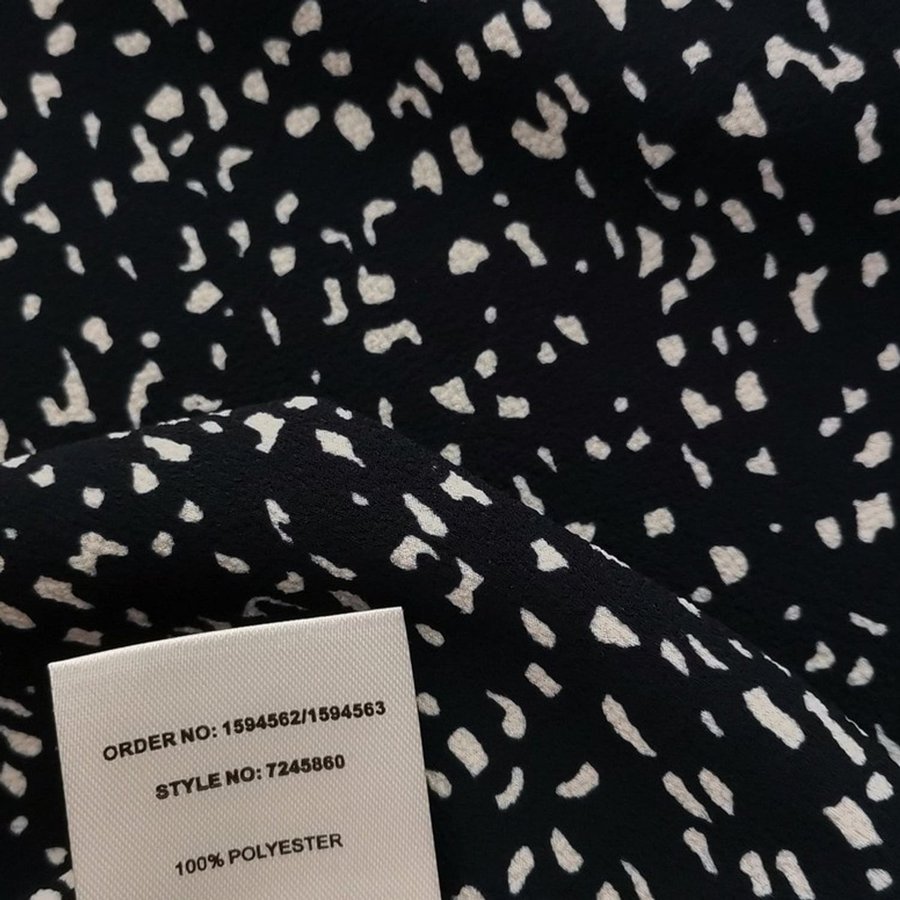 ORDER NO: 1594562/1594563
STYLE NO: 7245860
100% POLYESTER